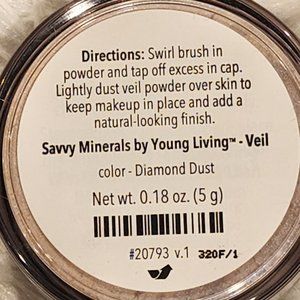 Directions: Swirl brush in
powder and tap off excess in cap.
Lightly dust veil powder over skin to
keep makeup in place and add a
natural-looking finish.
Savvy Minerals by Young Living™ - Veil
color - Diamond Dust
Net wt. 0.18 oz. (5 g)
#20793 v.1 320F/1